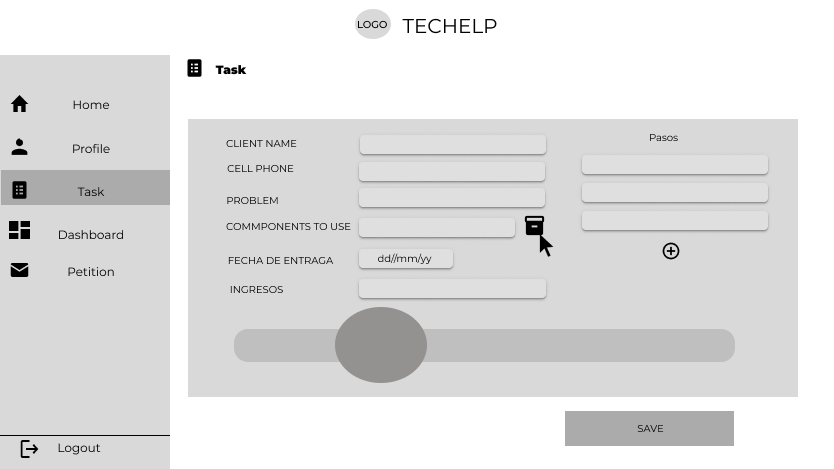 LOGO TECHELP
Task
Home
Profile
Task
Dashboard
Petition
Logout
CLIENT NAME
CELL PHONE
PROBLEM
COMMPONENTS TO USE
FECHA DE ENTRAGA
dd//mm/yy
INGRESOS
Pasos
SAVE